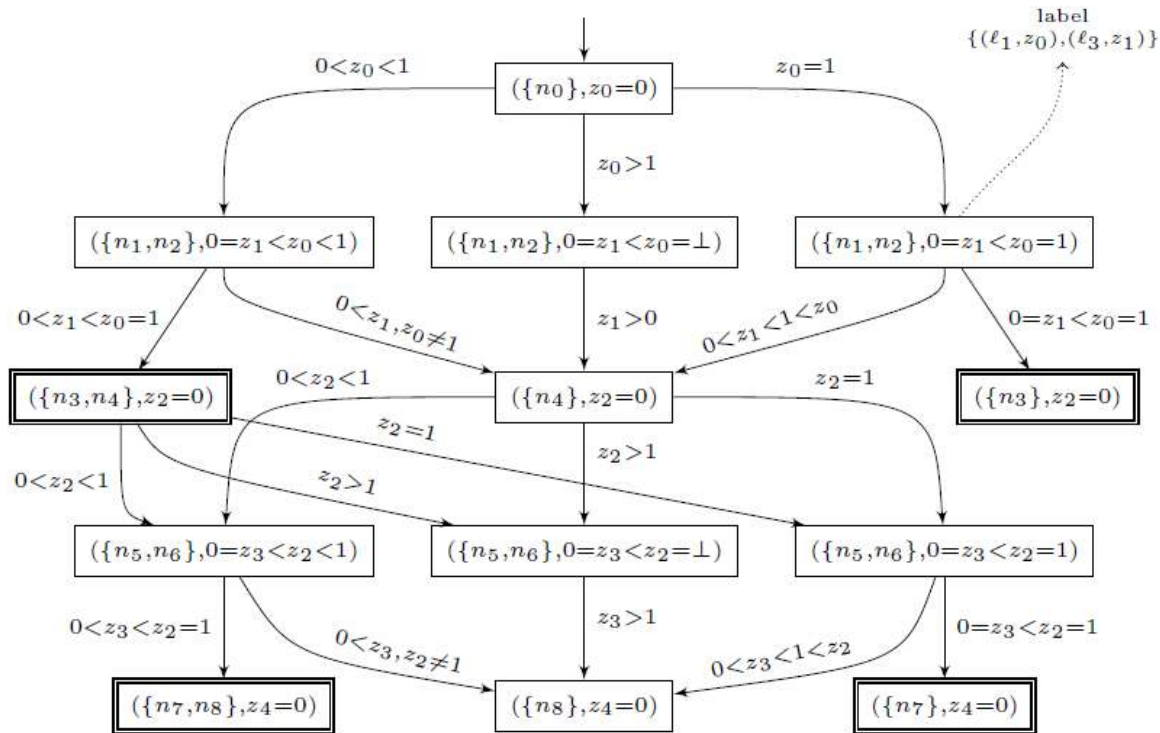 label
{(ℓ₁,z₀),(ℓ₃,z₁)}
0<z₀<1
({n₀},z₀=0)
z₀=1
z₀>1
({n₁,n₂},0=z₁<z₀<1)
({n₁,n₂},0=z₁<z₀=⊥)
({n₁,n₂},0=z₁<z₀=1)
0<z₁<z₀=1
0<z₁,z₀≠1
z₁>0
0<z₁<1<z₀
0=z₁<z₀=1
({n₃,n₄},z₂=0)
0<z₂<1
({n₄},z₂=0)
z₂=1
({n₃},z₂=0)
z₂=1
z₂>1
0<z₂<1
z₂>1
({n₅,n₆},0=z₃<z₂<1)
({n₅,n₆},0=z₃<z₂=⊥)
({n₅,n₆},0=z₃<z₂=1)
0<z₃<z₂=1
0<z₃,z₂≠1
z₃>1
0<z₃<1<z₂
0=z₃<z₂=1
({n₇,n₈},z₄=0)
({n₈},z₄=0)
({n₇},z₄=0)